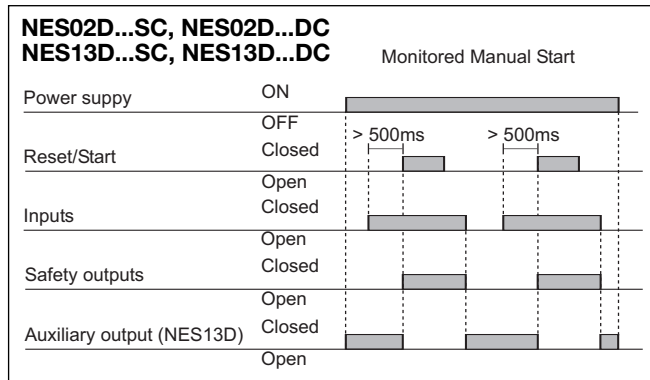 NES02D...SC, NES02D...DC
NES13D...SC, NES13D...DC
Monitored Manual Start
Power suppy
ON
OFF
> 500ms
> 500ms
Reset/Start
Closed
Open
Inputs
Closed
Open
Safety outputs
Closed
Open
Auxiliary output (NES13D)
Closed
Open